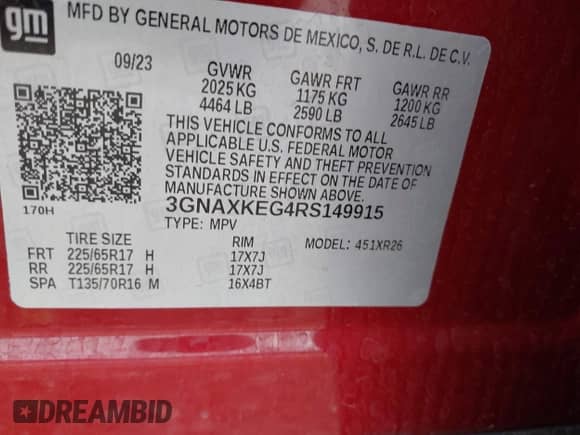 gm
MFD BY GENERAL MOTORS DE MEXICO, S. DE R.L. DE C.V.
09/23 GVWR GAWR FRT GAWR RR
2025 KG 1175 KG 1200 KG
4464 LB 2590 LB 2645 LB
THIS VEHICLE CONFORMS TO ALL
APPLICABLE U.S. FEDERAL MOTOR
VEHICLE SAFETY AND THEFT PREVENTION
STANDARDS IN EFFECT ON THE DATE OF
MANUFACTURE SHOWN ABOVE.
170H 3GNAXKEG4RS149915
TYPE: MPV MODEL: 451XR26
TIRE SIZE RIM
FRT 225/65R17 H 17X7J
RR 225/65R17 H 17X7J
SPA T135/70R16 M 16X4BT
DREAMBID